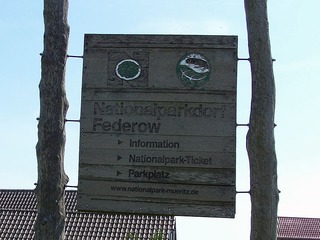 Nationalparkdorf
Federow
Information
Nationalpark-Ticket
Parkplatz
www.nationalpark-mueritz.de